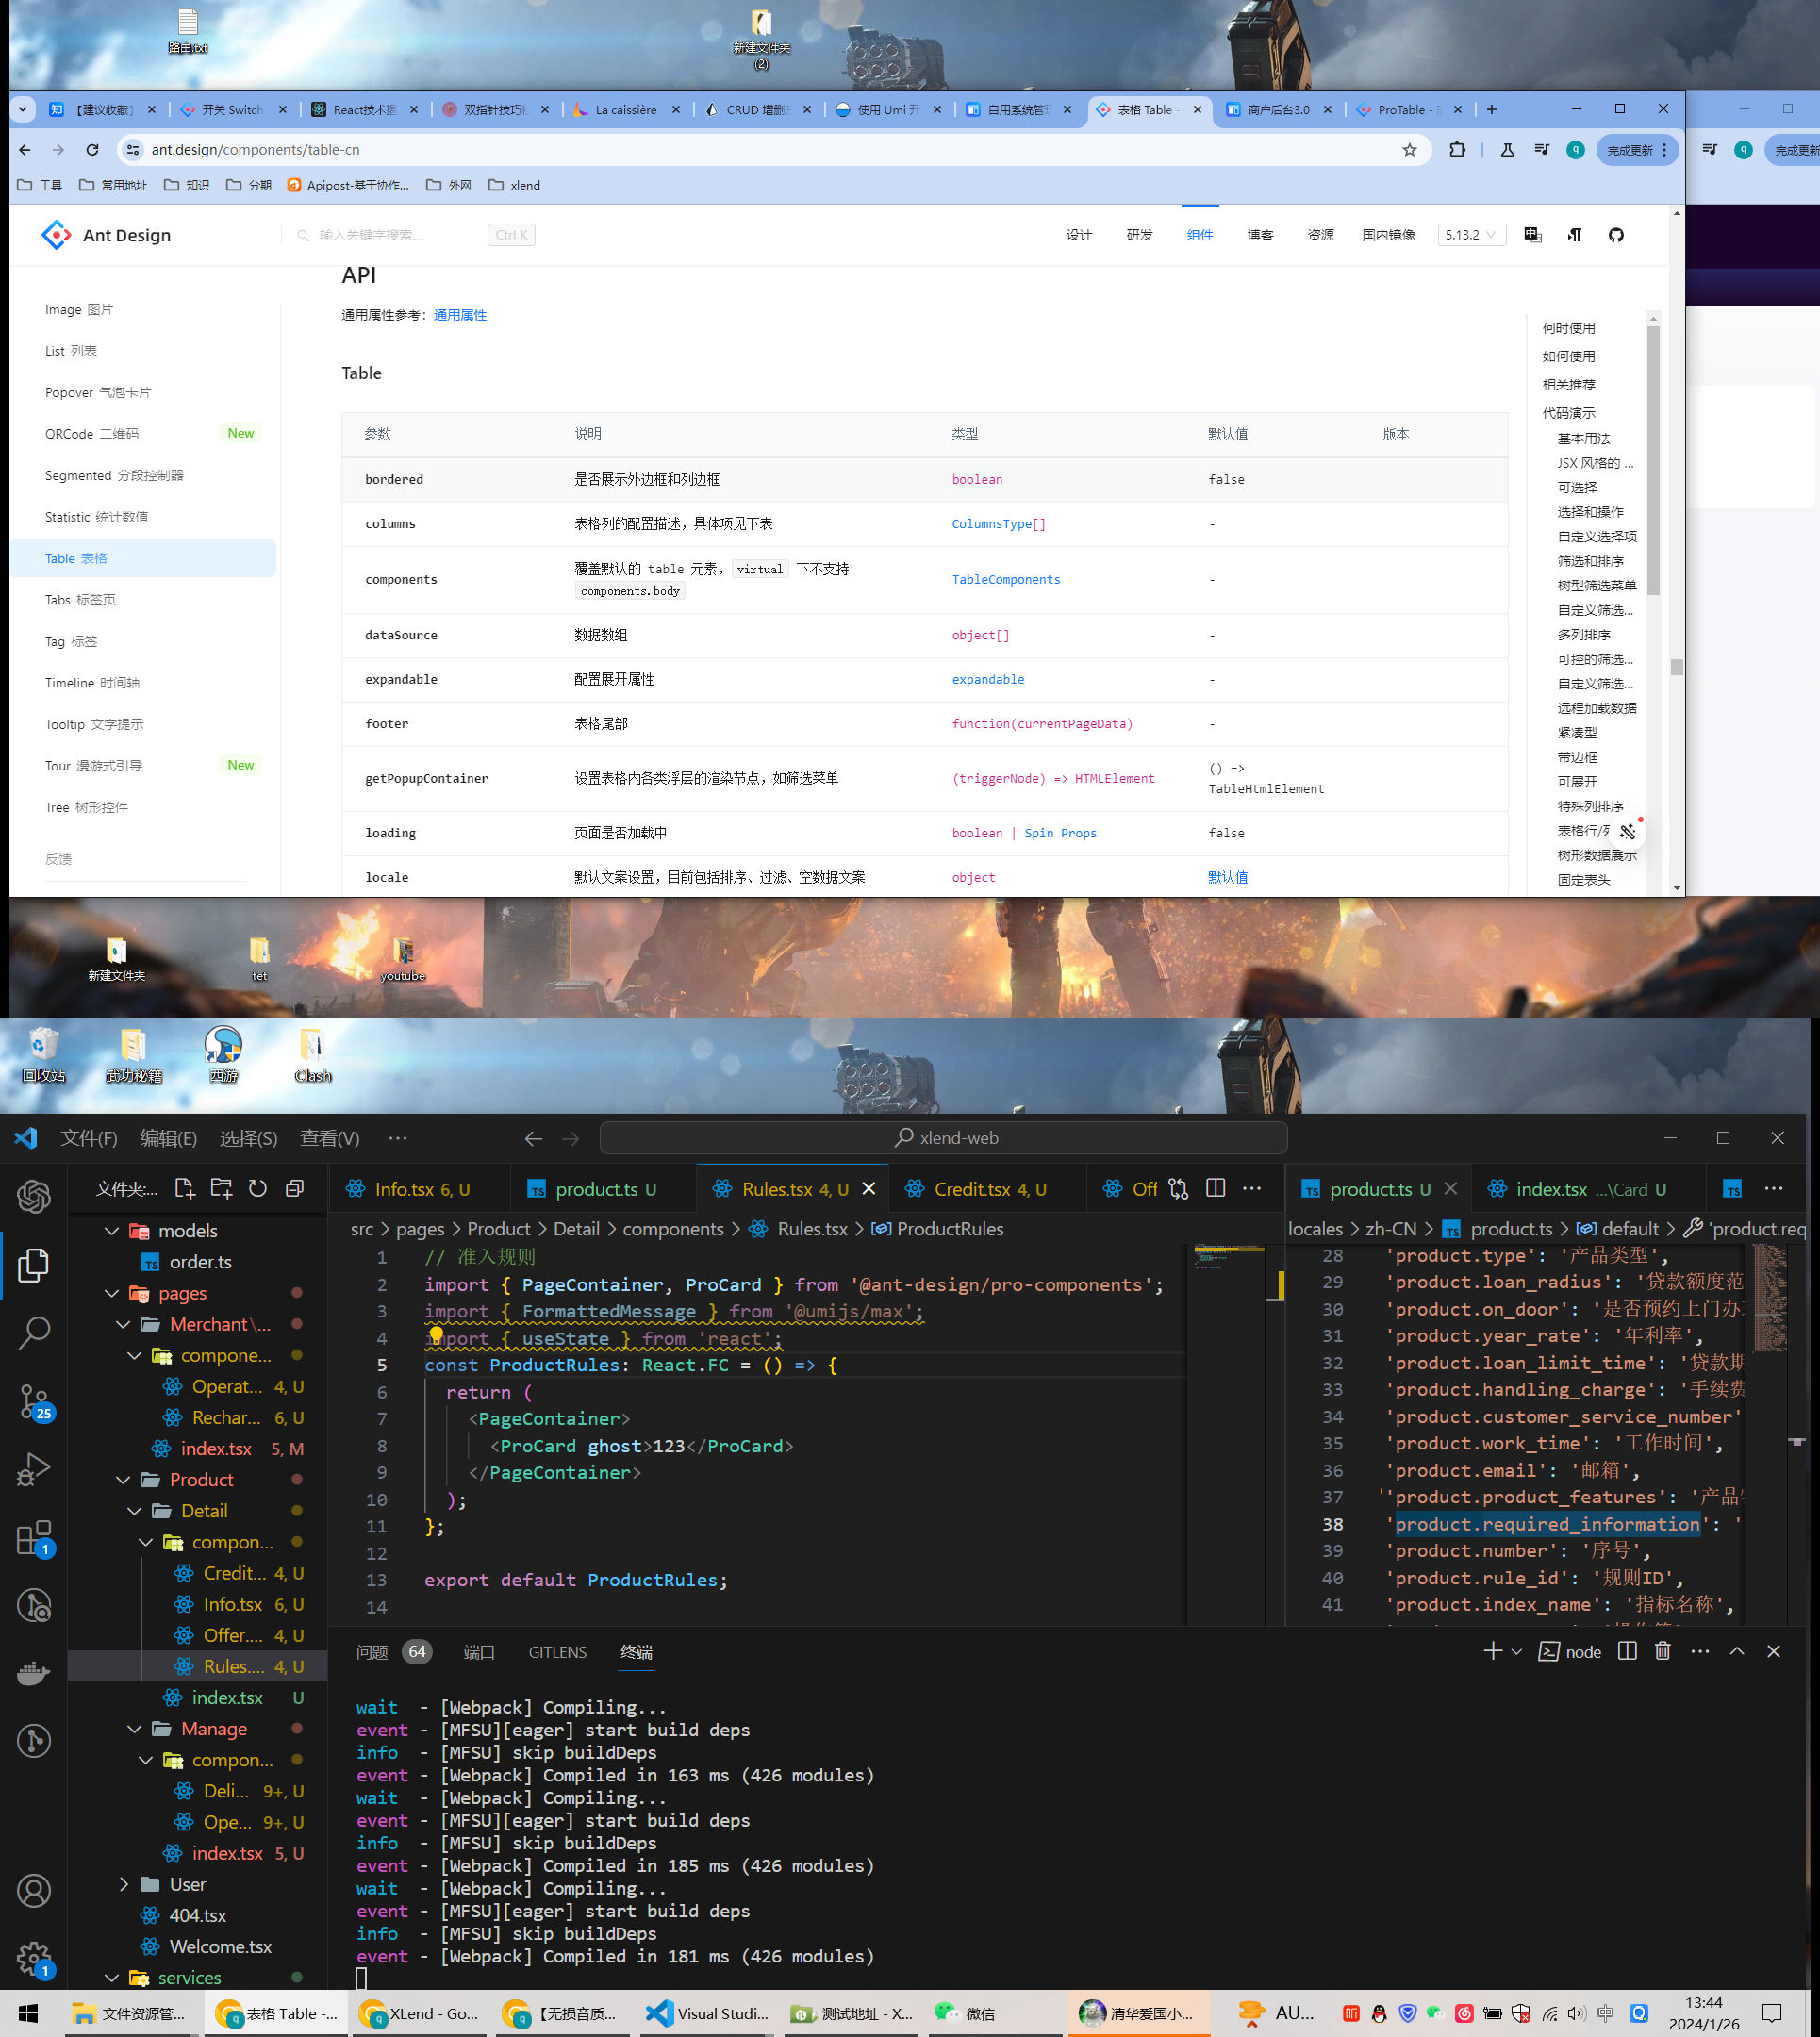 路由.txt
新建文件夹
(2)
【建议收藏】
开关 Switch
React技术揭
双指针技巧
La caissière
CRUD 增删
使用 Umi 开
自用系统管
表格 Table -
商户后台3.0
ProTable -
ant.design/components/table-cn
完成更新
工具
常用地址
知识
分期
Apipost-基于协作...
外网
xlend
Ant Design
输入关键字搜索...
Ctrl K
设计
研发
组件
博客
资源
国内镜像
5.13.2
Image 图片
List 列表
Popover 气泡卡片
QRCode 二维码 New
Segmented 分段控制器
Statistic 统计数值
Table 表格
Tabs 标签页
Tag 标签
Timeline 时间轴
Tooltip 文字提示
Tour 漫游式引导 New
Tree 树形控件
反馈
API
通用属性参考：通用属性
Table
参数 说明 类型 默认值 版本
bordered 是否展示外边框和列边框 boolean false
columns 表格列的配置描述，具体项见下表 ColumnsType[] -
components 覆盖默认的 table 元素，virtual 下不支持 components.body TableComponents -
dataSource 数据数组 object[] -
expandable 配置展开属性 expandable -
footer 表格尾部 function(currentPageData) -
getPopupContainer 设置表格内各类浮层的渲染节点，如筛选菜单 (triggerNode) => HTMLElement () => TableHtmlElement
loading 页面是否加载中 boolean | Spin Props false
locale 默认文案设置，目前包括排序、过滤、空数据文案 object 默认值
何时使用
如何使用
相关推荐
代码演示
基本用法
JSX 风格的 ...
可选择
选择和操作
自定义选择项
筛选和排序
树型筛选菜单
自定义筛选...
多列排序
可控的筛选...
自定义筛选...
远程加载数据
紧凑型
带边框
可展开
特殊列排序
表格行/列
树形数据展示
固定表头
新建文件夹
tet
youtube
回收站
武功秘籍
西游
Clash
文件(F) 编辑(E) 选择(S) 查看(V) ···
xlend-web
文件夹:...
models
order.ts
pages
Merchant\...
compone...
Operat... 4, U
Rechar... 6, U
index.tsx 5, M
Product
Detail
compon...
Credit... 4, U
Info.tsx 6, U
Offer.... 4, U
Rules.... 4, U
index.tsx U
Manage
compon...
Deli... 9+, U
Ope... 9+, U
index.tsx 5, U
User
404.tsx
Welcome.tsx
services
Info.tsx 6, U
product.ts U
Rules.tsx 4, U
Credit.tsx 4, U
Off
src > pages > Product > Detail > components > Rules.tsx > ProductRules
1 // 准入规则
2 import { PageContainer, ProCard } from '@ant-design/pro-components';
3 import { FormattedMessage } from '@umijs/max';
4 import { useState } from 'react';
5 const ProductRules: React.FC = () => {
6 return (
7 <PageContainer>
8 <ProCard ghost>123</ProCard>
9 </PageContainer>
10 );
11 };
12
13 export default ProductRules;
14
product.ts U
index.tsx ...\Card U
locales > zh-CN > product.ts > default > 'product.req
28 'product.type': '产品类型',
29 'product.loan_radius': '贷款额度范
30 'product.on_door': '是否预约上门办
31 'product.year_rate': '年利率',
32 'product.loan_limit_time': '贷款期
33 'product.handling_charge': '手续费
34 'product.customer_service_number'
35 'product.work_time': '工作时间',
36 'product.email': '邮箱',
37 'product.product_features': '产品
38 'product.required_information': '
39 'product.number': '序号',
40 'product.rule_id': '规则ID',
41 'product.index_name': '指标名称',
问题 64 端口 GITLENS 终端
node
wait - [Webpack] Compiling...
event - [MFSU][eager] start build deps
info - [MFSU] skip buildDeps
event - [Webpack] Compiled in 163 ms (426 modules)
wait - [Webpack] Compiling...
event - [MFSU][eager] start build deps
info - [MFSU] skip buildDeps
event - [Webpack] Compiled in 185 ms (426 modules)
wait - [Webpack] Compiling...
event - [MFSU][eager] start build deps
info - [MFSU] skip buildDeps
event - [Webpack] Compiled in 181 ms (426 modules)
25
1
1
文件资源管...
表格 Table -...
XLend - Go...
【无损音质...
Visual Studi...
测试地址 - X...
微信
清华爱国小...
AU...
中
13:44
2024/1/26